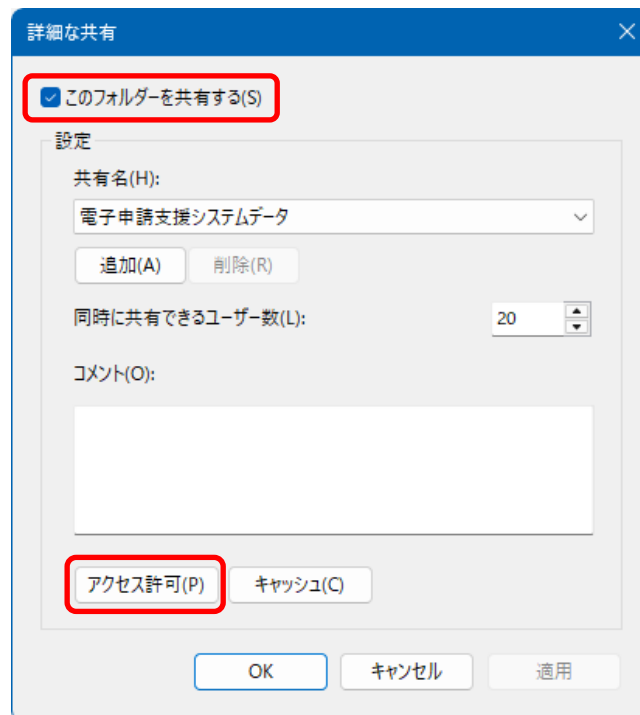 詳細な共有
このフォルダーを共有する(S)
設定
共有名(H):
電子申請支援システムデータ
追加(A) 削除(R)
同時に共有できるユーザー数(L): 20
コメント(O):
アクセス許可(P) キャッシュ(C)
OK キャンセル 適用